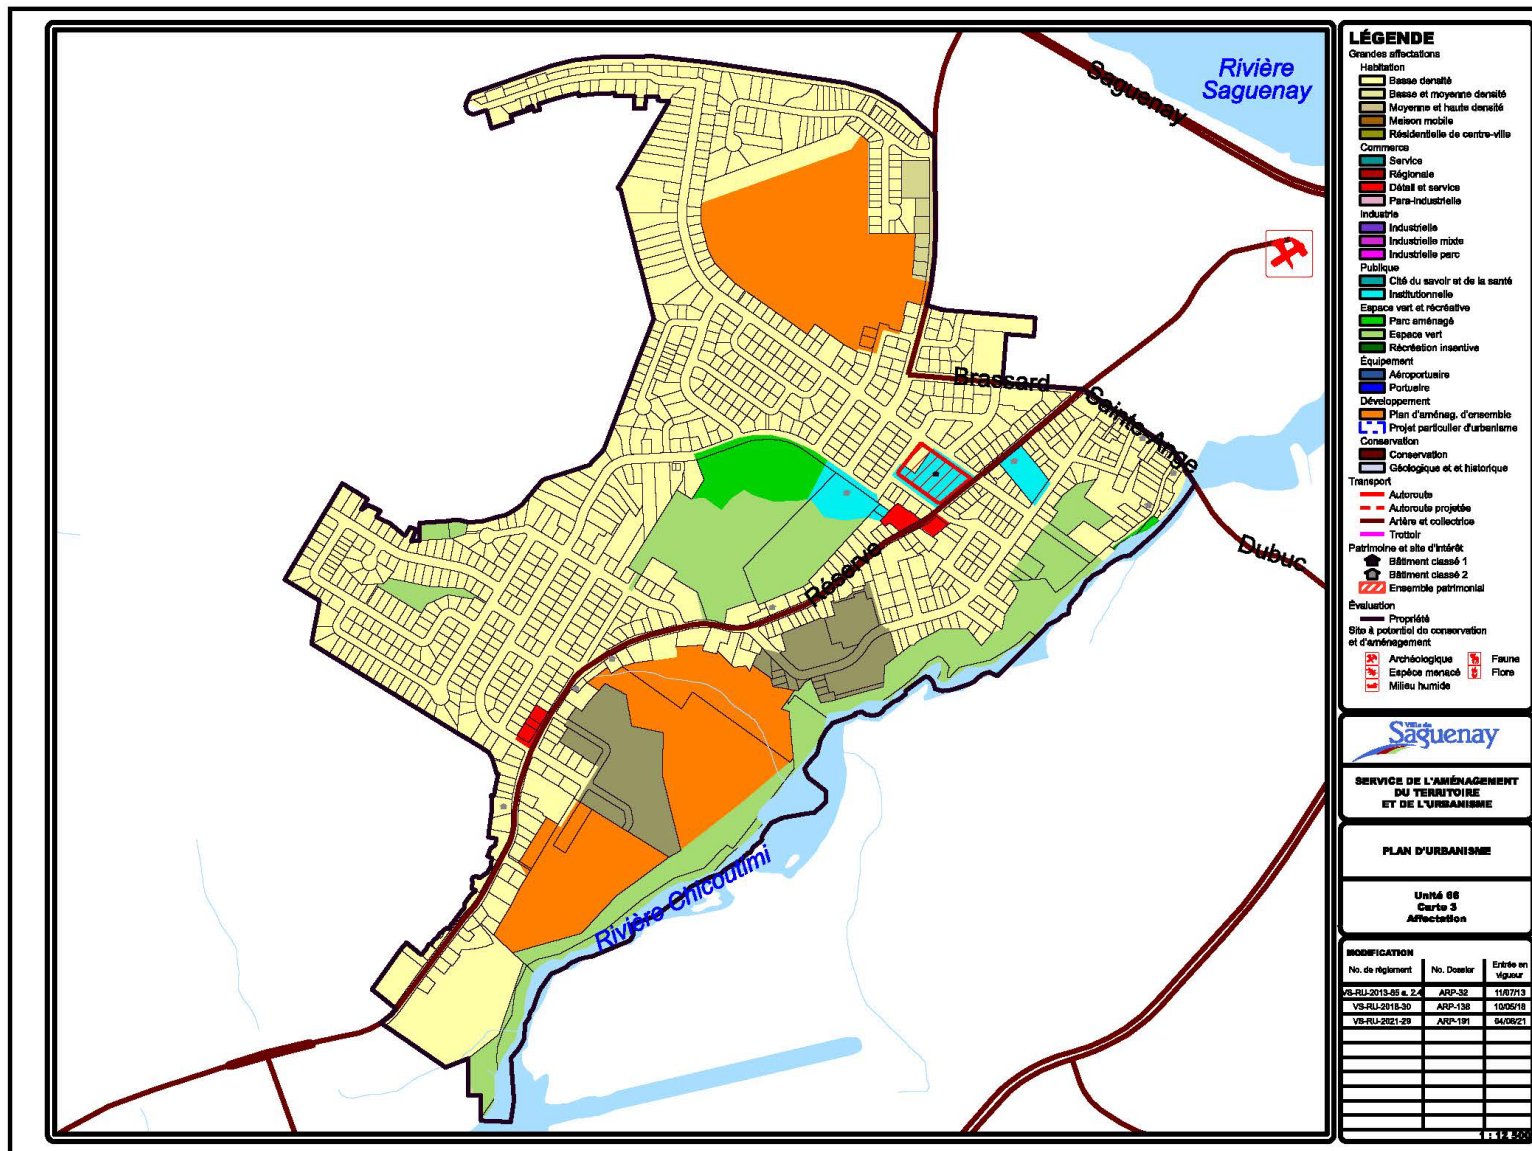 Rivière
Saguenay
Saguenay
Brassard
Sainte-Ange
Dubuc
Réserve
Rivière Chicoutimi
LÉGENDE
Grandes affectations
Habitation
Basse densité
Basse et moyenne densité
Moyenne et haute densité
Maison mobile
Résidentielle de centre-ville
Commerce
Service
Régionale
Détail et service
Para-industrielle
Industrie
Industrielle
Industrielle mixte
Industrielle parc
Publique
Cité du savoir et de la santé
Institutionnelle
Espace vert et récréative
Parc aménagé
Espace vert
Récréation insentive
Équipement
Aéroportuaire
Portuaire
Développement
Plan d'aménag. d'ensemble
Projet particulier d'urbanisme
Conservation
Conservation
Géologique et et historique
Transport
Autoroute
Autoroute projetée
Artère et collectrice
Trottoir
Patrimoine et site d'intérêt
Bâtiment classé 1
Bâtiment classé 2
Ensemble patrimonial
Évaluation
Propriété
Site à potentiel de conservation
et d'aménagement
Archéologique Faune
Espèce menacé Flore
Milieu humide
Ville de
Saguenay
SERVICE DE L'AMÉNAGEMENT
DU TERRITOIRE
ET DE L'URBANISME
PLAN D'URBANISME
Unité 66
Carte 3
Affectation
MODIFICATION
No. de règlement No. Dossier Entrée en
vigueur
VS-RU-2013-85 a. 2.4 ARP-32 11/07/13
VS-RU-2018-30 ARP-138 10/05/18
VS-RU-2021-29 ARP-191 04/06/21
1 : 12 500